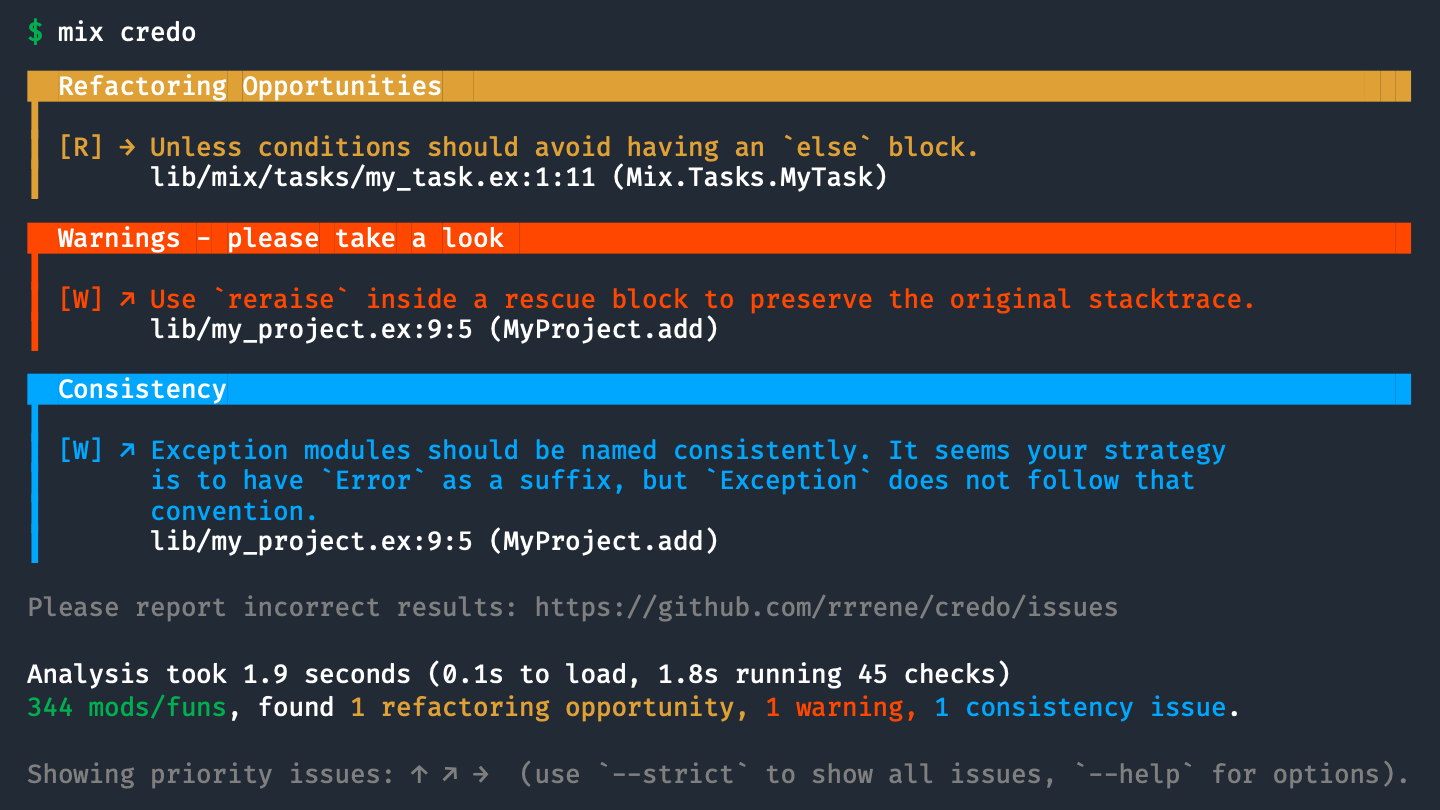 $ mix credo
Refactoring Opportunities
[R] → Unless conditions should avoid having an `else` block.
lib/mix/tasks/my_task.ex:1:11 (Mix.Tasks.MyTask)
Warnings - please take a look
[W] ↗ Use `reraise` inside a rescue block to preserve the original stacktrace.
lib/my_project.ex:9:5 (MyProject.add)
Consistency
[W] ↗ Exception modules should be named consistently. It seems your strategy
is to have `Error` as a suffix, but `Exception` does not follow that
convention.
lib/my_project.ex:9:5 (MyProject.add)
Please report incorrect results: https://github.com/rrrene/credo/issues
Analysis took 1.9 seconds (0.1s to load, 1.8s running 45 checks)
344 mods/funs, found 1 refactoring opportunity, 1 warning, 1 consistency issue.
Showing priority issues: ↑ ↗ → (use `--strict` to show all issues, `--help` for options).